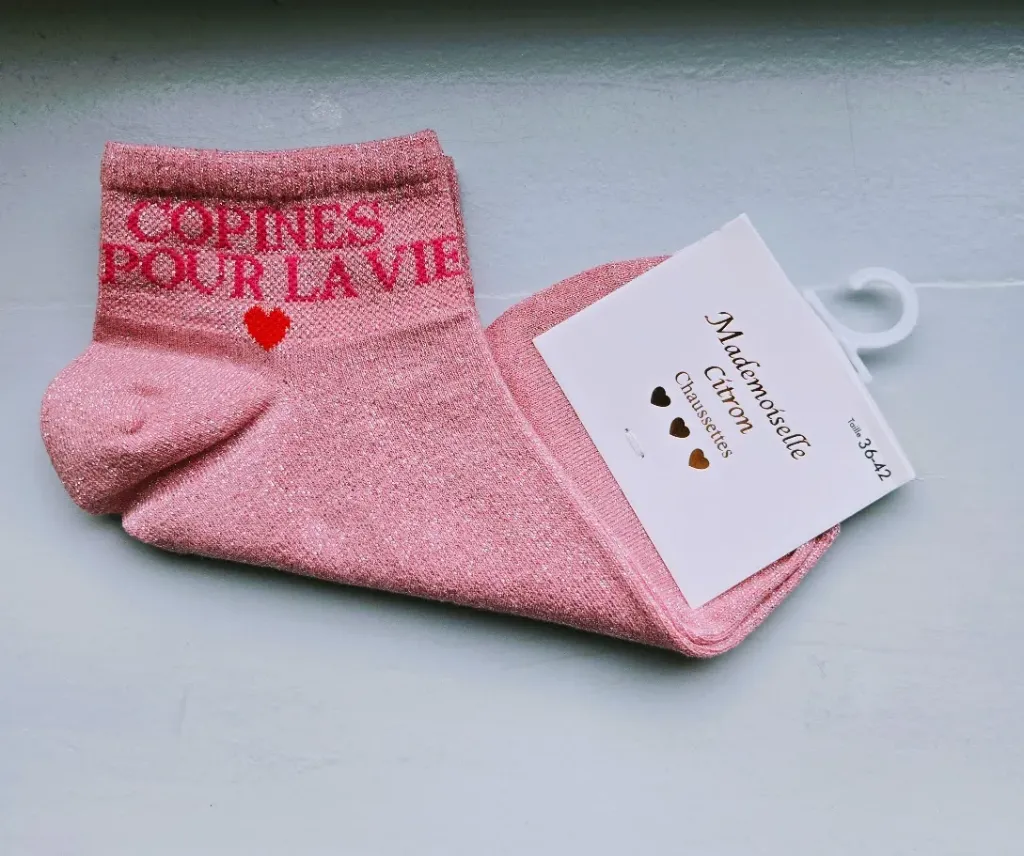 COPINES
POUR LA VIE
Mademoiselle
Citron
Chaussettes
Taille 36-42